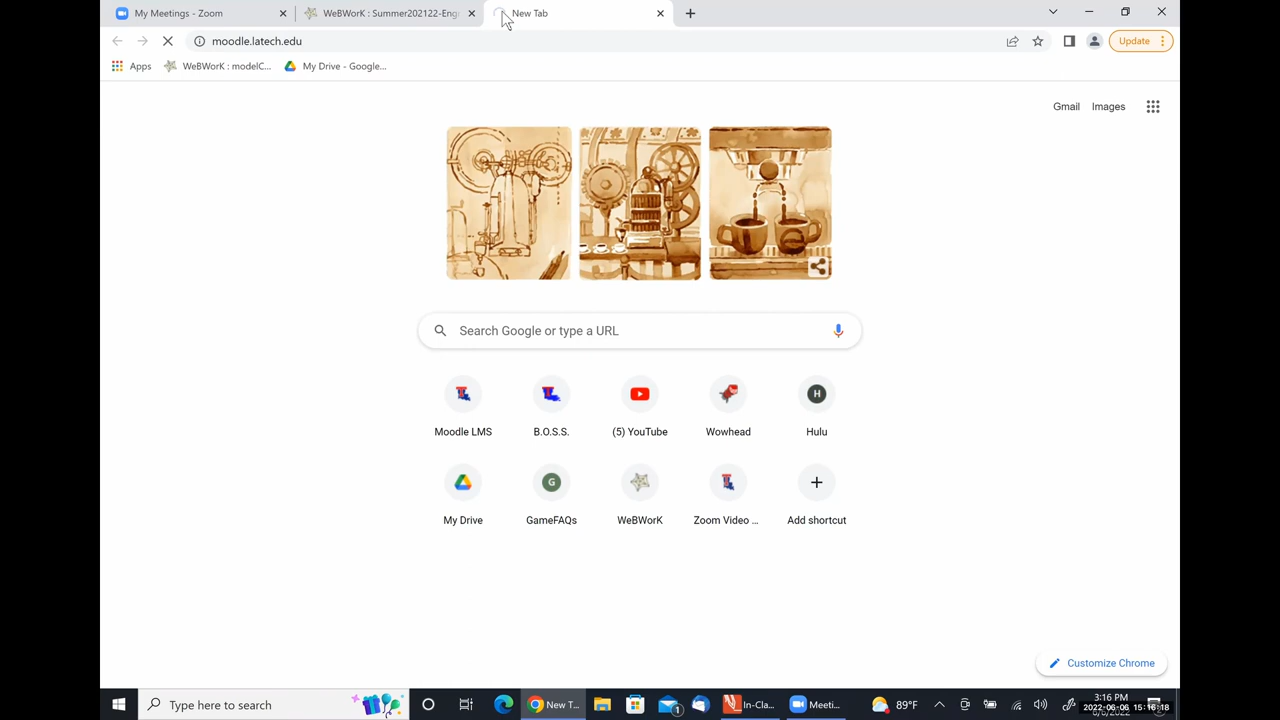 My Meetings - Zoom
WeBWorK : Summer202122-Eng
New Tab
moodle.latech.edu
Update
Apps
WeBWorK : modelC...
My Drive - Google...
Gmail
Images
Search Google or type a URL
Moodle LMS
B.O.S.S.
(5) YouTube
Wowhead
H
Hulu
My Drive
G
GameFAQs
WeBWorK
Zoom Video ...
Add shortcut
Customize Chrome
Type here to search
New T...
1
In-Cla...
Meeti...
89°F
3:16 PM
2022-06-06 15:16:18